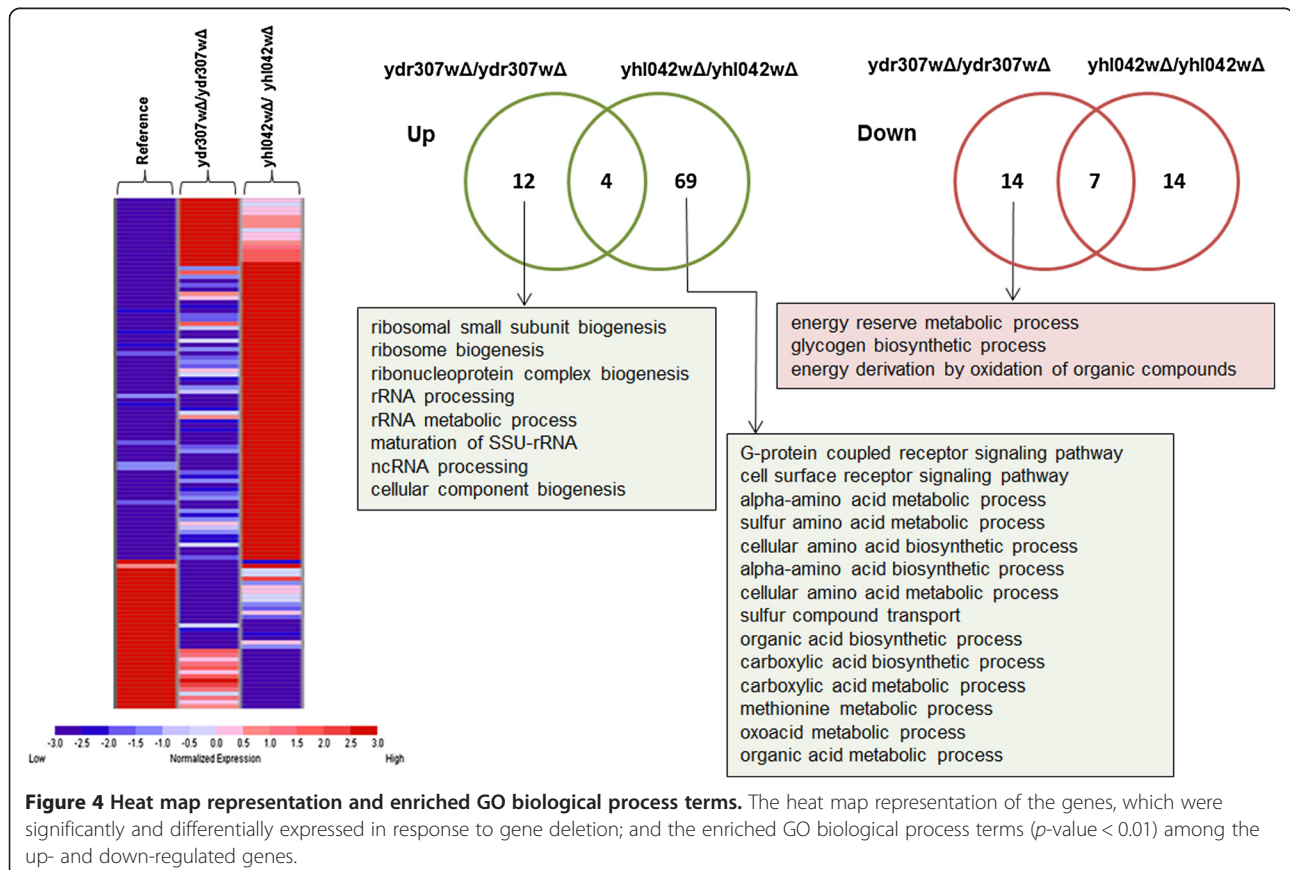 Reference
ydr307wΔ/ydr307wΔ
yhl042wΔ/ yhl042wΔ
-3.0 -2.5 -2.0 -1.0 -0.5 0.0 0.5 1.0 1.5 2.0 2.5 3.0
Low Normalized Expression High
ydr307wΔ/ydr307wΔ yhl042wΔ/yhl042wΔ
Up
12 4 69
ydr307wΔ/ydr307wΔ yhl042wΔ/yhl042wΔ
Down
14 7 14
ribosomal small subunit biogenesis
ribosome biogenesis
ribonucleoprotein complex biogenesis
rRNA processing
rRNA metabolic process
maturation of SSU-rRNA
ncRNA processing
cellular component biogenesis
energy reserve metabolic process
glycogen biosynthetic process
energy derivation by oxidation of organic compounds
G-protein coupled receptor signaling pathway
cell surface receptor signaling pathway
alpha-amino acid metabolic process
sulfur amino acid metabolic process
cellular amino acid biosynthetic process
alpha-amino acid biosynthetic process
cellular amino acid metabolic process
sulfur compound transport
organic acid biosynthetic process
carboxylic acid biosynthetic process
carboxylic acid metabolic process
methionine metabolic process
oxoacid metabolic process
organic acid metabolic process
Figure 4 Heat map representation and enriched GO biological process terms. The heat map representation of the genes, which were
significantly and differentially expressed in response to gene deletion; and the enriched GO biological process terms (p-value < 0.01) among the
up- and down-regulated genes.